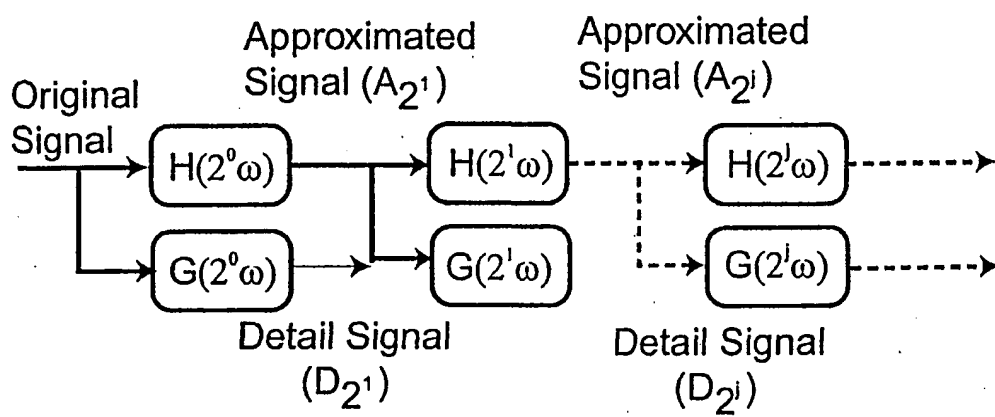 Approximated
Signal (A₂¹)
Approximated
Signal (A₂ʲ)
Original
Signal
H(2⁰ω)
H(2¹ω)
H(2ʲω)
G(2⁰ω)
G(2¹ω)
G(2ʲω)
Detail Signal
(D₂¹)
Detail Signal
(D₂ʲ)